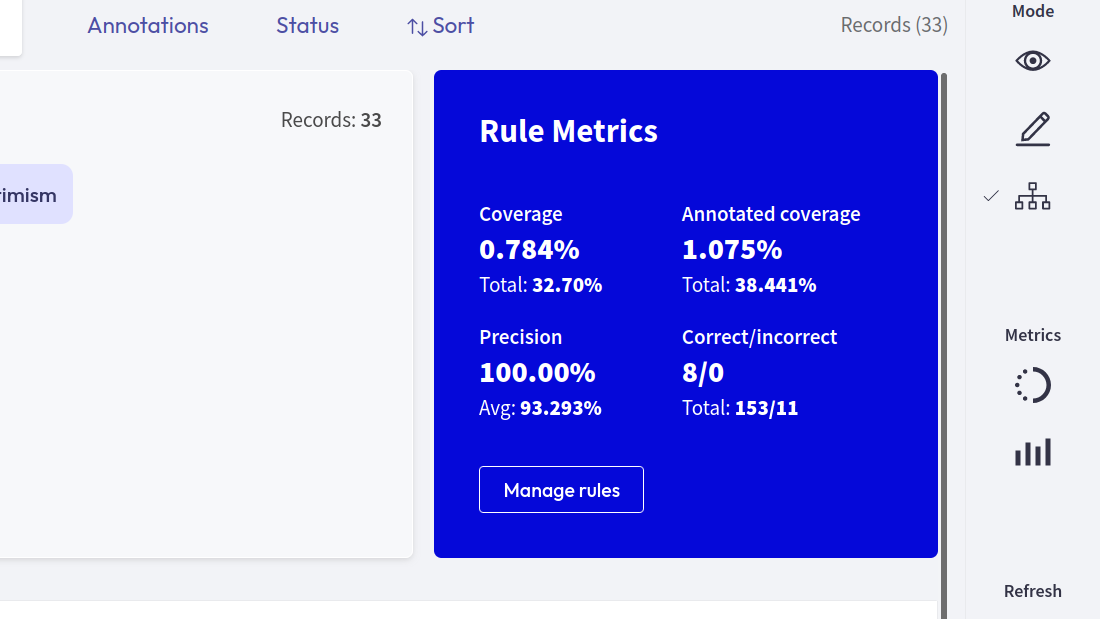 Annotations Status Sort Records (33)
Records: 33
timism
Rule Metrics
Coverage Annotated coverage
0.784% 1.075%
Total: 32.70% Total: 38.441%
Precision Correct/incorrect
100.00% 8/0
Avg: 93.293% Total: 153/11
Manage rules
Mode
Metrics
Refresh